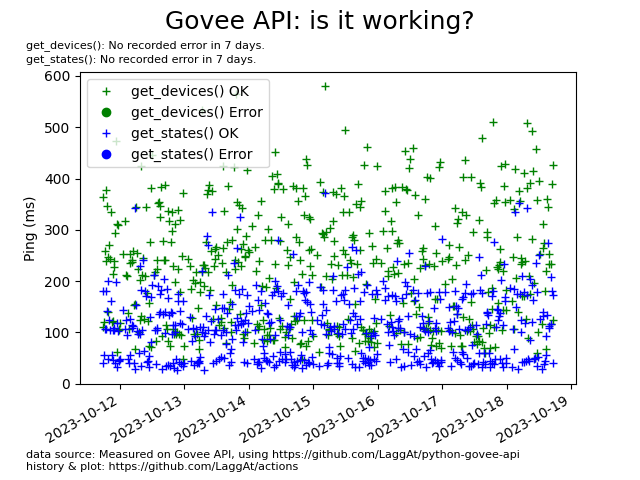 Govee API: is it working?
get_devices(): No recorded error in 7 days.
get_states(): No recorded error in 7 days.
600
500
400
300
200
100
0
Ping (ms)
get_devices() OK
get_devices() Error
get_states() OK
get_states() Error
2023-10-12
2023-10-13
2023-10-14
2023-10-15
2023-10-16
2023-10-17
2023-10-18
2023-10-19
data source: Measured on Govee API, using https://github.com/LaggAt/python-govee-api
history & plot: https://github.com/LaggAt/actions